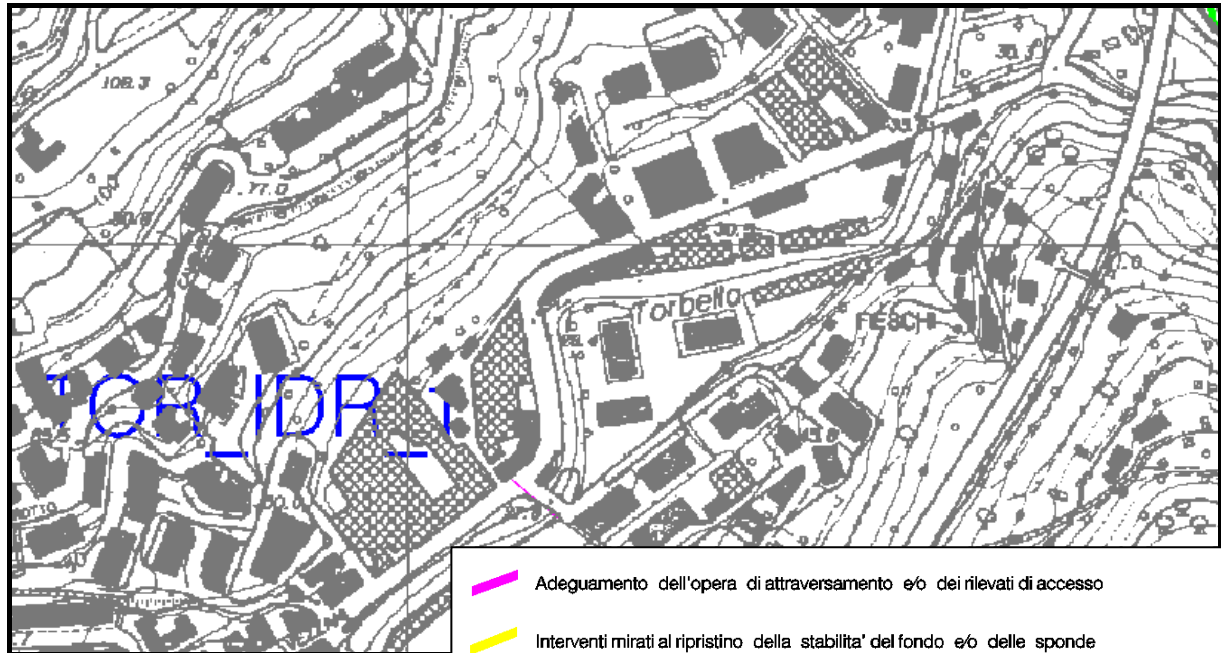 108.3
77.0
Torbella
FESCHI
TOR_IDR_1
Adeguamento dell'opera di attraversamento e/o dei rilevati di accesso
Interventi mirati al ripristino della stabilita' del fondo e/o delle sponde